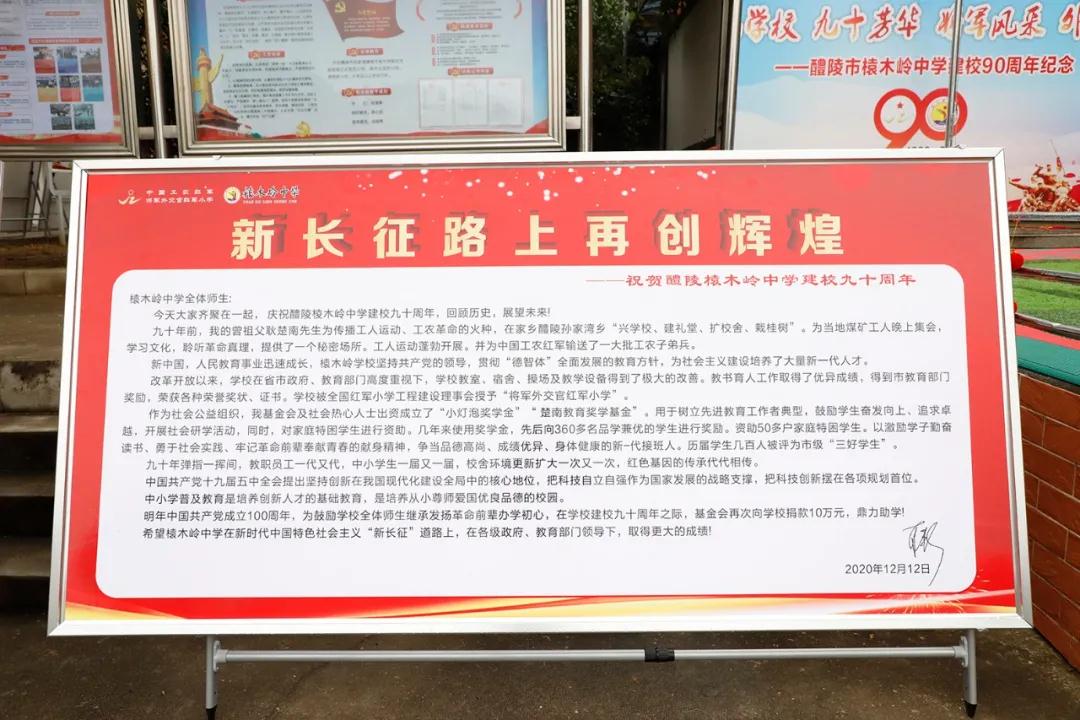 学校 九十芳华 将军风采
——醴陵市榱木岭中学建校90周年纪念
90
中国工农红军
将军外交官红军小学
榱木岭中学
新长征路上再创辉煌
——祝贺醴陵榱木岭中学建校九十周年
榱木岭中学全体师生:
今天大家齐聚在一起, 庆祝醴陵榱木岭中学建校九十周年,回顾历史,展望未来!
九十年前,我的曾祖父耿楚南先生为传播工人运动、工农革命的火种,在家乡醴陵孙家湾乡“兴学校、建礼堂、扩校舍、栽桂树”。为当地煤矿工人晚上集会,
学习文化,聆听革命真理,提供了一个秘密场所。工人运动蓬勃开展。并为中国工农红军输送了一大批工农子弟兵。
新中国,人民教育事业迅速成长,榱木岭学校坚持共产党的领导,贯彻“德智体”全面发展的教育方针,为社会主义建设培养了大量新一代人才。
改革开放以来,学校在省市政府、教育部门高度重视下,学校教室、宿舍、操场及教学设备得到了极大的改善。教书育人工作取得了优异成绩,得到市教育部门
奖励,荣获各种荣誉奖状、证书。学校被全国红军小学工程建设理事会授予“将军外交官红军小学”。
作为社会公益组织,我基金会及社会热心人士出资成立了“小灯泡奖学金”“楚南教育奖学基金”。用于树立先进教育工作者典型,鼓励学生奋发向上、追求卓
越,开展社会研学活动,同时,对家庭特困学生进行资助。几年来使用奖学金,先后向360多名品学兼优的学生进行奖励。资助50多户家庭特困学生。以激励学子勤奋
读书、勇于社会实践、牢记革命前辈奉献青春的献身精神,争当品德高尚、成绩优异、身体健康的新一代接班人。历届学生几百人被评为市级“三好学生”。
九十年弹指一挥间,教职员工一代又代,中小学生一届又一届,校舍环境更新扩大一次又一次,红色基因的传承代代相传。
中国共产党十九届五中全会提出坚持创新在我国现代化建设全局中的核心地位,把科技自立自强作为国家发展的战略支撑,把科技创新摆在各项规划首位。
中小学普及教育是培养创新人才的基础教育,是培养从小尊师爱国优良品德的校园。
明年中国共产党成立100周年,为鼓励学校全体师生继承发扬革命前辈办学初心,在学校建校九十周年之际,基金会再次向学校捐款10万元,鼎力助学!
希望榱木岭中学在新时代中国特色社会主义“新长征”道路上,在各级政府、教育部门领导下,取得更大的成绩!
2020年12月12日